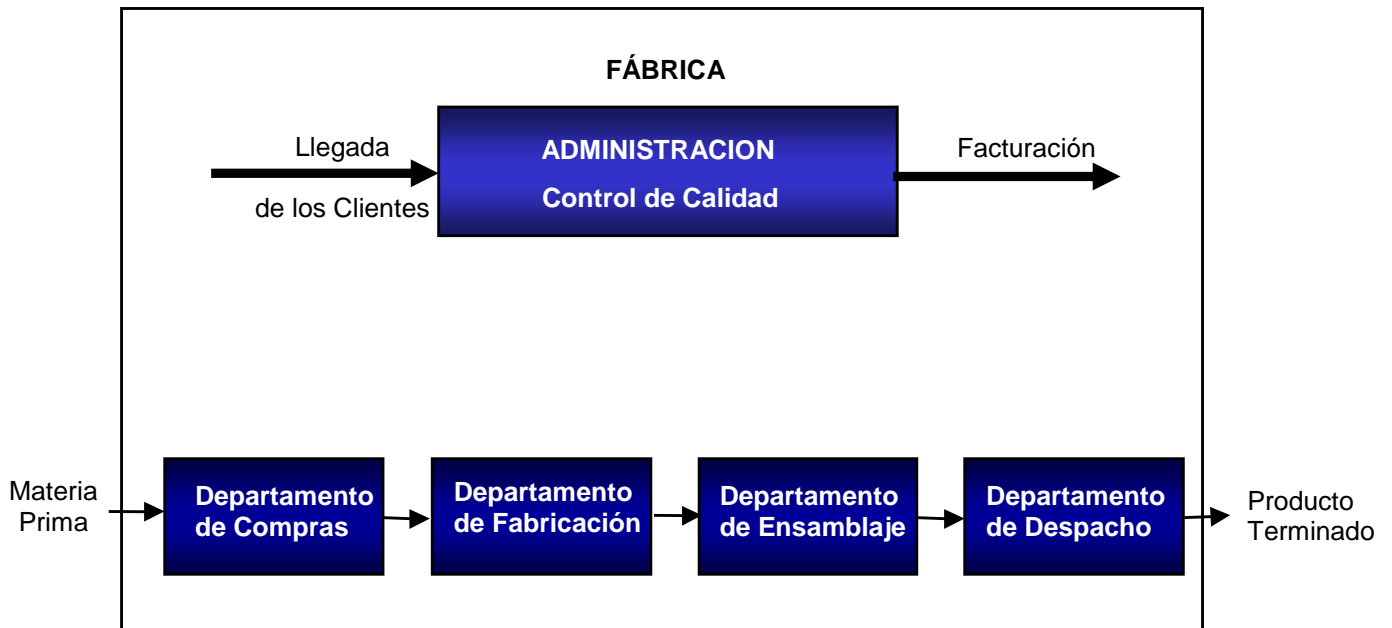 FÁBRICA
Llegada
de los Clientes
ADMINISTRACION
Control de Calidad
Facturación
Materia
Prima
Departamento
de Compras
Departamento
de Fabricación
Departamento
de Ensamblaje
Departamento
de Despacho
Producto
Terminado